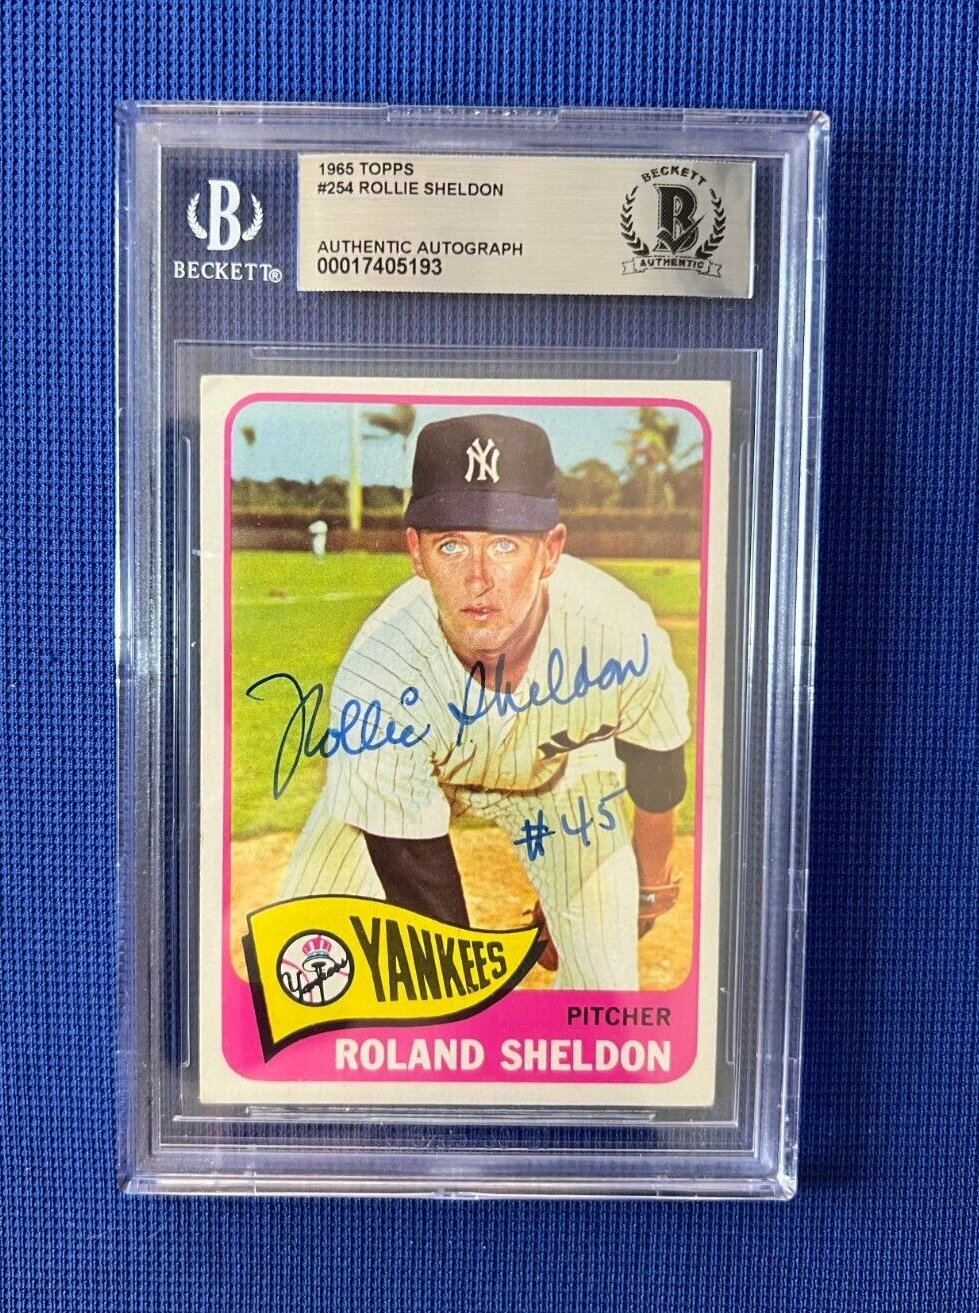 1965 TOPPS
#254 ROLLIE SHELDON
AUTHENTIC AUTOGRAPH
00017405193
B
BECKETT®
BECKETT
B
AUTHENTIC
NY
Rollie Sheldon
#45
YANKEES
Yankees
PITCHER
ROLAND SHELDON